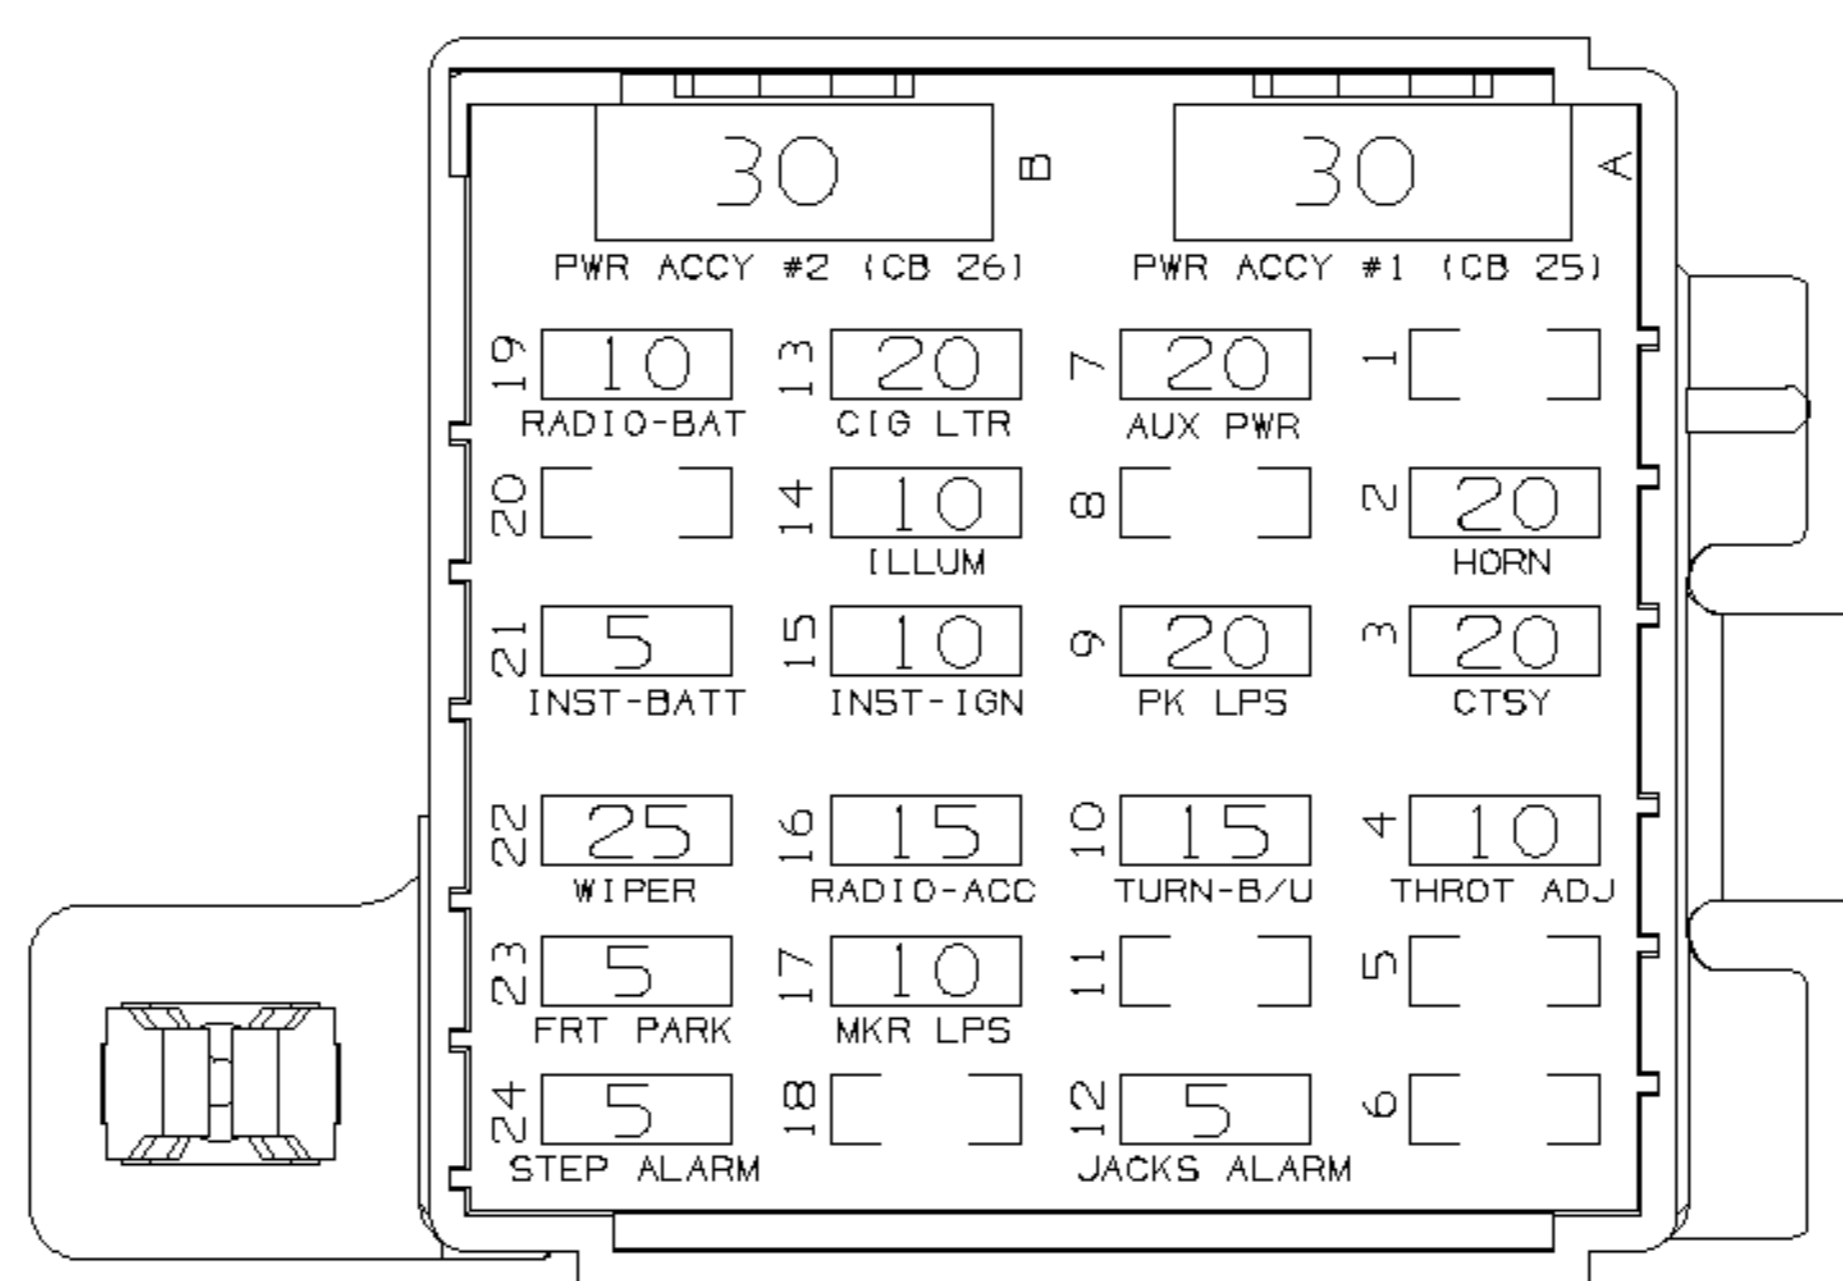 30 B 30 A
PWR ACCY #2 (CB 26) PWR ACCY #1 (CB 25)
19 10 13 20 7 20 1
RADIO-BAT CIG LTR AUX PWR
20 14 10 8 2 20
ILLUM HORN
21 5 15 10 9 20 3 20
INST-BATT INST-IGN PK LPS CTSY
22 25 16 15 10 15 4 10
WIPER RADIO-ACC TURN-B/U THROT ADJ
23 5 17 10 11 5
FRT PARK MKR LPS
24 5 18 12 5 6
STEP ALARM JACKS ALARM